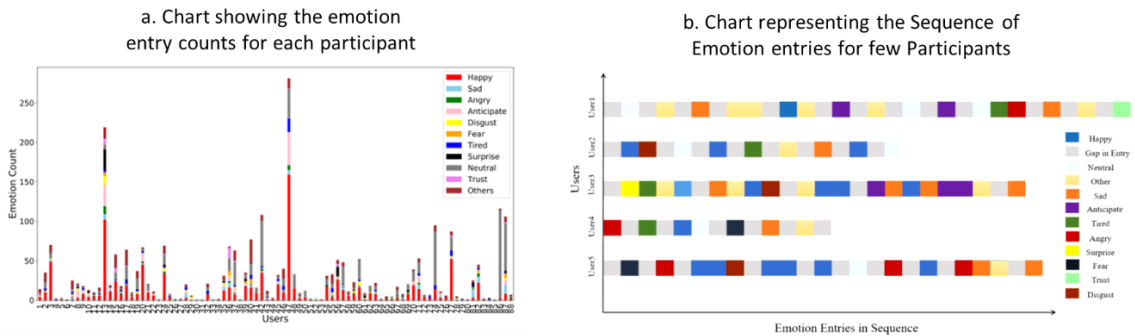 a. Chart showing the emotion
entry counts for each participant
b. Chart representing the Sequence of
Emotion entries for few Participants
Emotion Count
250
200
150
100
50
0
Happy
Sad
Angry
Anticipate
Disgust
Fear
Tired
Surprise
Neutral
Trust
Others
Users
Users
User1
User2
User3
User4
User5
Happy
Gap in Entry
Neutral
Other
Sad
Anticipate
Tired
Angry
Surprise
Fear
Trust
Disgust
Emotion Entries in Sequence